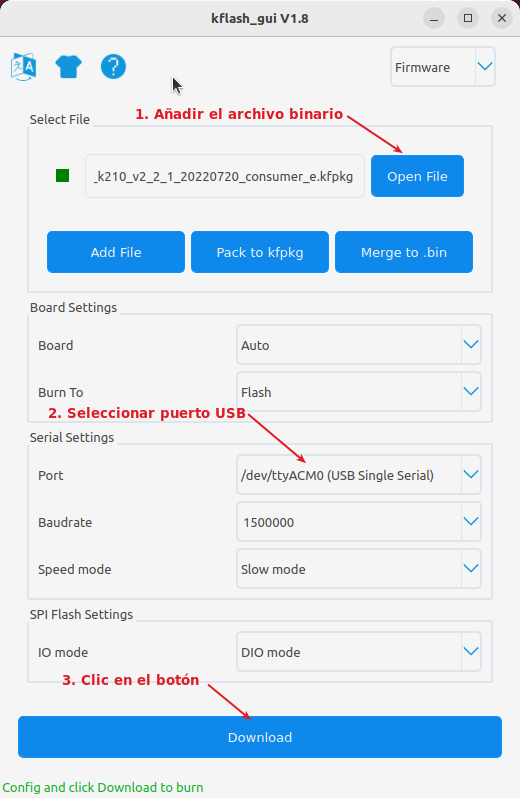 kflash_gui V1.8
Firmware
1. Añadir el archivo binario
Select File
_k210_v2_2_1_20220720_consumer_e.kfpkg
Open File
Add File
Pack to kfpkg
Merge to .bin
Board Settings
Board
Auto
Burn To
Flash
2. Seleccionar puerto USB
Serial Settings
Port
/dev/ttyACM0 (USB Single Serial)
Baudrate
1500000
Speed mode
Slow mode
SPI Flash Settings
IO mode
DIO mode
3. Clic en el botón
Download
Config and click Download to burn